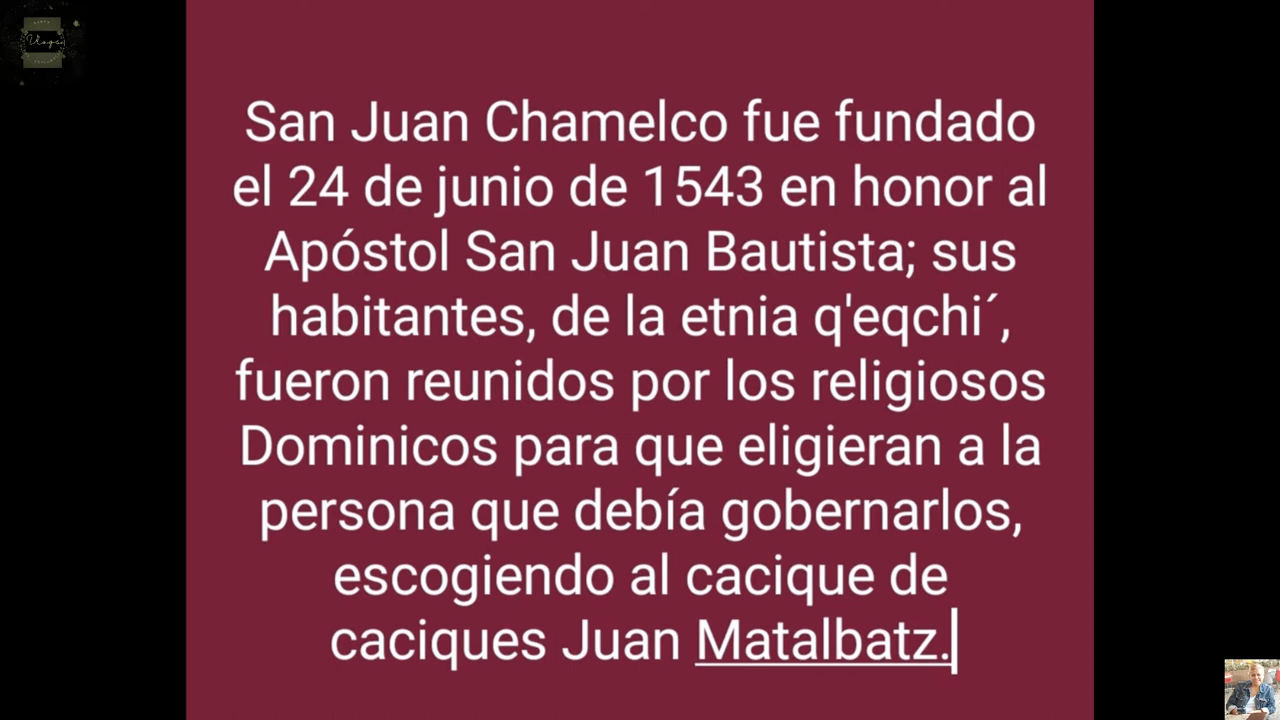 San Juan Chamelco fue fundado
el 24 de junio de 1543 en honor al
Apóstol San Juan Bautista; sus
habitantes, de la etnia q'eqchi´,
fueron reunidos por los religiosos
Dominicos para que eligieran a la
persona que debía gobernarlos,
escogiendo al cacique de
caciques Juan Matalbatz.